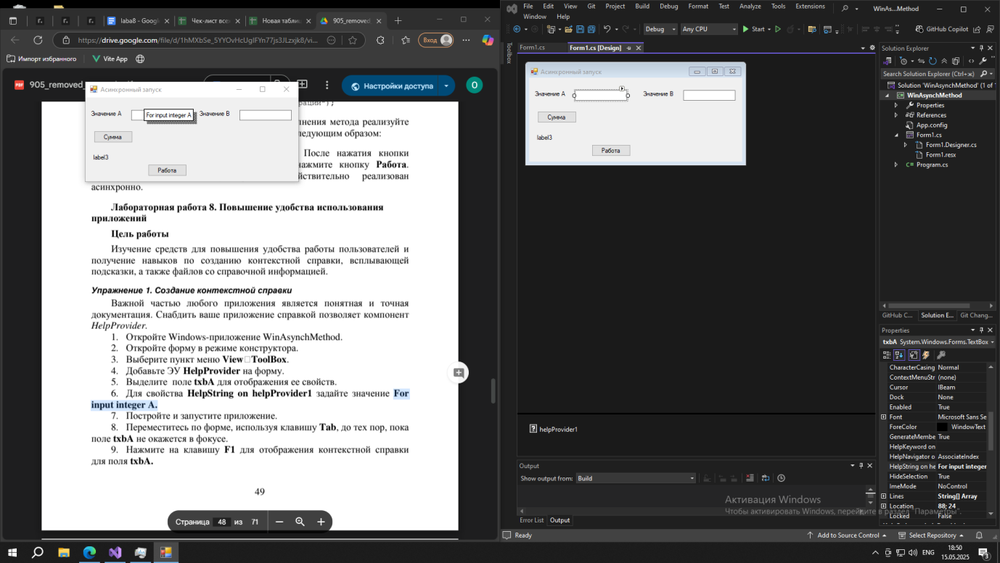 laba8 - Google
Чек-лист всех
Новая таблиц
905_removed_
https://drive.google.com/file/d/1hMXbSe_5YYOvHcUgIFYn77js3JLzxjk8/vi...
Вход
Импорт избранного
Vite App
905_removed_
Настройки доступа
O
Асинхронный запуск
Значение A
For input integer A
Значение B
Сумма
label3
Работа
нения метода реализуйте
ледующим образом:
После нажатия кнопки
ажмите кнопку Работа.
йствительно реализован
асинхронно.
Лабораторная работа 8. Повышение удобства использования
приложений
Цель работы
Изучение средств для повышения удобства работы пользователей и
получение навыков по созданию контекстной справки, всплывающей
подсказки, а также файлов со справочной информацией.
Упражнение 1. Создание контекстной справки
Важной частью любого приложения является понятная и точная
документация. Снабдить ваше приложение справкой позволяет компонент
HelpProvider.
1. Откройте Windows-приложение WinAsynchMethod.
2. Откройте форму в режиме конструктора.
3. Выберите пункт меню View□ToolBox.
4. Добавьте ЭУ HelpProvider на форму.
5. Выделите поле txbA для отображения ее свойств.
6. Для свойства HelpString on helpProvider1 задайте значение For
input integer A.
7. Постройте и запустите приложение.
8. Переместитесь по форме, используя клавишу Tab, до тех пор, пока
поле txbA не окажется в фокусе.
9. Нажмите на клавишу F1 для отображения контекстной справки
для поля txbA.
49
Страница 48 из 71
File Edit View Git Project Build Debug Format Test Analyze Tools Extensions
Window Help
WinAs...Method
Debug
Any CPU
Start
GitHub Copilot
Toolbox
Form1.cs
Form1.cs [Design]
Асинхронный запуск
Значение A
Значение B
Сумма
label3
Работа
helpProvider1
Output
Show output from: Build
Error List Output
Solution Explorer
Search Solution Explorer (Ctrl+ж)
Solution 'WinAsynchMethod' (1 of 1
WinAsynchMethod
Properties
References
App.config
Form1.cs
Form1.Designer.cs
Form1.resx
Program.cs
GitHub C... Solution E... Git Chang...
Properties
txbA System.Windows.Forms.TextBox
CharacterCasing Normal
ContextMenuStr (none)
Cursor IBeam
Dock None
Enabled True
Font Microsoft Sans Se
ForeColor WindowText
GenerateMembe True
HelpKeyword on
HelpNavigator o AssociateIndex
HelpString on he For input integer
HideSelection True
ImeMode NoControl
Lines String[] Array
Location 88; 24
Locked False
Активация Windows
Чтобы активировать Windows, перейдите в раздел "Параметры".
Ready
Add to Source Control
Select Repository
ENG
18:50
15.05.2025
3